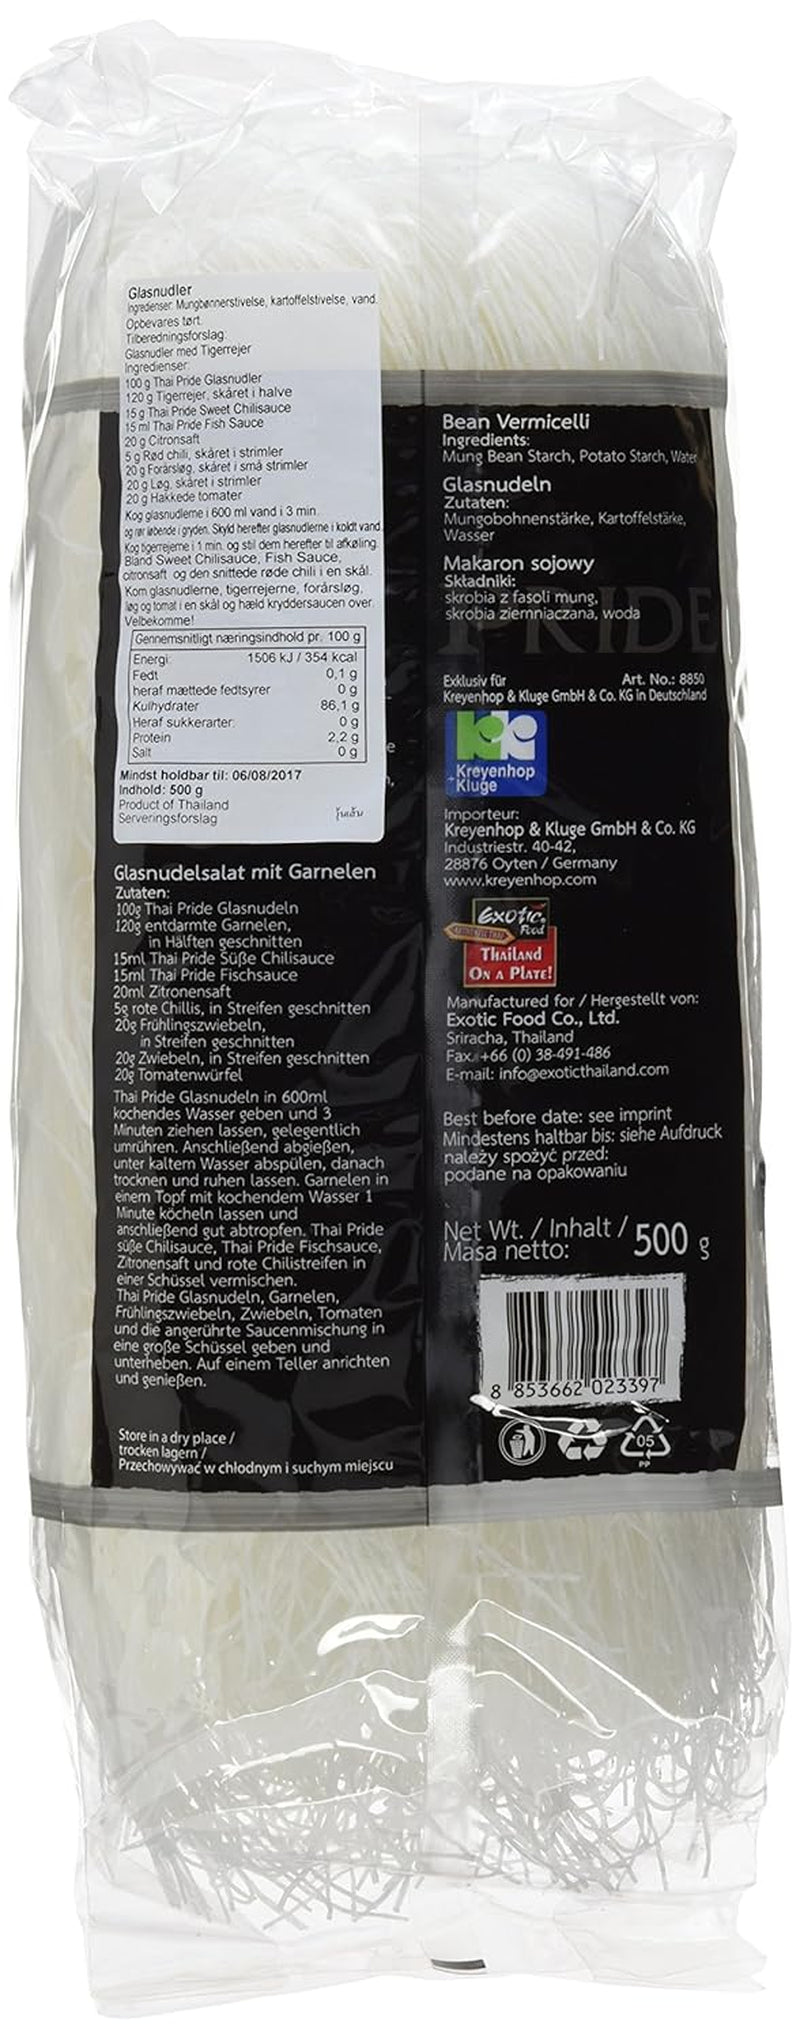 Glasnudler
Ingredienser: Mungbønnerstivelse, kartoffelstivelse, vand.
Opbevares tørt.
Tilberedningsforslag:
Glasnudler med Tigerrejer
Ingredienser:
100 g Thai Pride Glasnudler
120 g Tigerrejer, skåret i halve
15 g Thai Pride Sweet Chilisauce
15 ml Thai Pride Fish Sauce
20 g Citronsaft
5 g Rød chili, skåret i strimler
20 g Forårsløg, skåret i små strimler
20 g Løg, skåret i strimler
20 g Hakkede tomater
Kog glasnudlerne i 600 ml vand i 3 min.
og rør løbende i gryden. Skyld herefter glasnudlerne i koldt vand.
Kog tigerrejerne i 1 min. og stil dem herefter til afkøling.
Bland Sweet Chilisauce, Fish Sauce,
citronsaft og den snittede røde chili i en skål.
Kom glasnudlerne, tigerrejerne, forårsløg,
løg og tomat i en skål og hæld kryddersaucen over.
Velbekomme!
Gennemsnitligt næringsindhold pr. 100 g
Energi: 1506 kJ / 354 kcal
Fedt 0,1 g
heraf mættede fedtsyrer 0 g
Kulhydrater 86,1 g
Heraf sukkerarter: 0 g
Protein 2,2 g
Salt 0 g
Mindst holdbar til: 06/08/2017
Indhold: 500 g
Product of Thailand
Serveringsforslag
วุ้นเส้น
Glasnudelsalat mit Garnelen
Zutaten:
100g Thai Pride Glasnudeln
120g entdarmte Garnelen,
in Hälften geschnitten
15ml Thai Pride Süße Chilisauce
15ml Thai Pride Fischsauce
20ml Zitronensaft
5g rote Chillis, in Streifen geschnitten
20g Frühlingszwiebeln,
in Streifen geschnitten
20g Zwiebeln, in Streifen geschnitten
20g Tomatenwürfel
Thai Pride Glasnudeln in 600ml
kochendes Wasser geben und 3
Minuten ziehen lassen, gelegentlich
umrühren. Anschließend abgießen,
unter kaltem Wasser abspülen, danach
trocknen und ruhen lassen. Garnelen in
einem Topf mit kochendem Wasser 1
Minute köcheln lassen und
anschließend gut abtropfen. Thai Pride
süße Chilisauce, Thai Pride Fischsauce,
Zitronensaft und rote Chilistreifen in
einer Schüssel vermischen.
Thai Pride Glasnudeln, Garnelen,
Frühlingszwiebeln, Zwiebeln, Tomaten
und die angerührte Saucenmischung in
eine große Schüssel geben und
unterheben. Auf einem Teller anrichten
und genießen.
Store in a dry place /
trocken lagern /
Przechowywać w chłodnym i suchym miejscu
Bean Vermicelli
Ingredients:
Mung Bean Starch, Potato Starch, Water
Glasnudeln
Zutaten:
Mungobohnenstärke, Kartoffelstärke,
Wasser
Makaron sojowy
Składniki:
skrobia z fasoli mung,
skrobia ziemniaczana, woda
PRIDE
Exklusiv für Art. No.: 8850
Kreyenhop & Kluge GmbH & Co. KG in Deutschland
Kreyenhop
Kluge
Importeur:
Kreyenhop & Kluge GmbH & Co. KG
Industriestr. 40-42,
28876 Oyten / Germany
www.kreyenhop.com
Exotic
Food
AUTHENTIC THAI
THAILAND
ON A PLATE!
Manufactured for / Hergestellt von:
Exotic Food Co., Ltd.
Sriracha, Thailand
Fax. +66 (0) 38-491-486
E-mail: info@exoticthailand.com
Best before date: see imprint
Mindestens haltbar bis: siehe Aufdruck
należy spożyć przed:
podane na opakowaniu
Net Wt. / Inhalt /
Masa netto: 500 g
8 853662 023397
05
PP